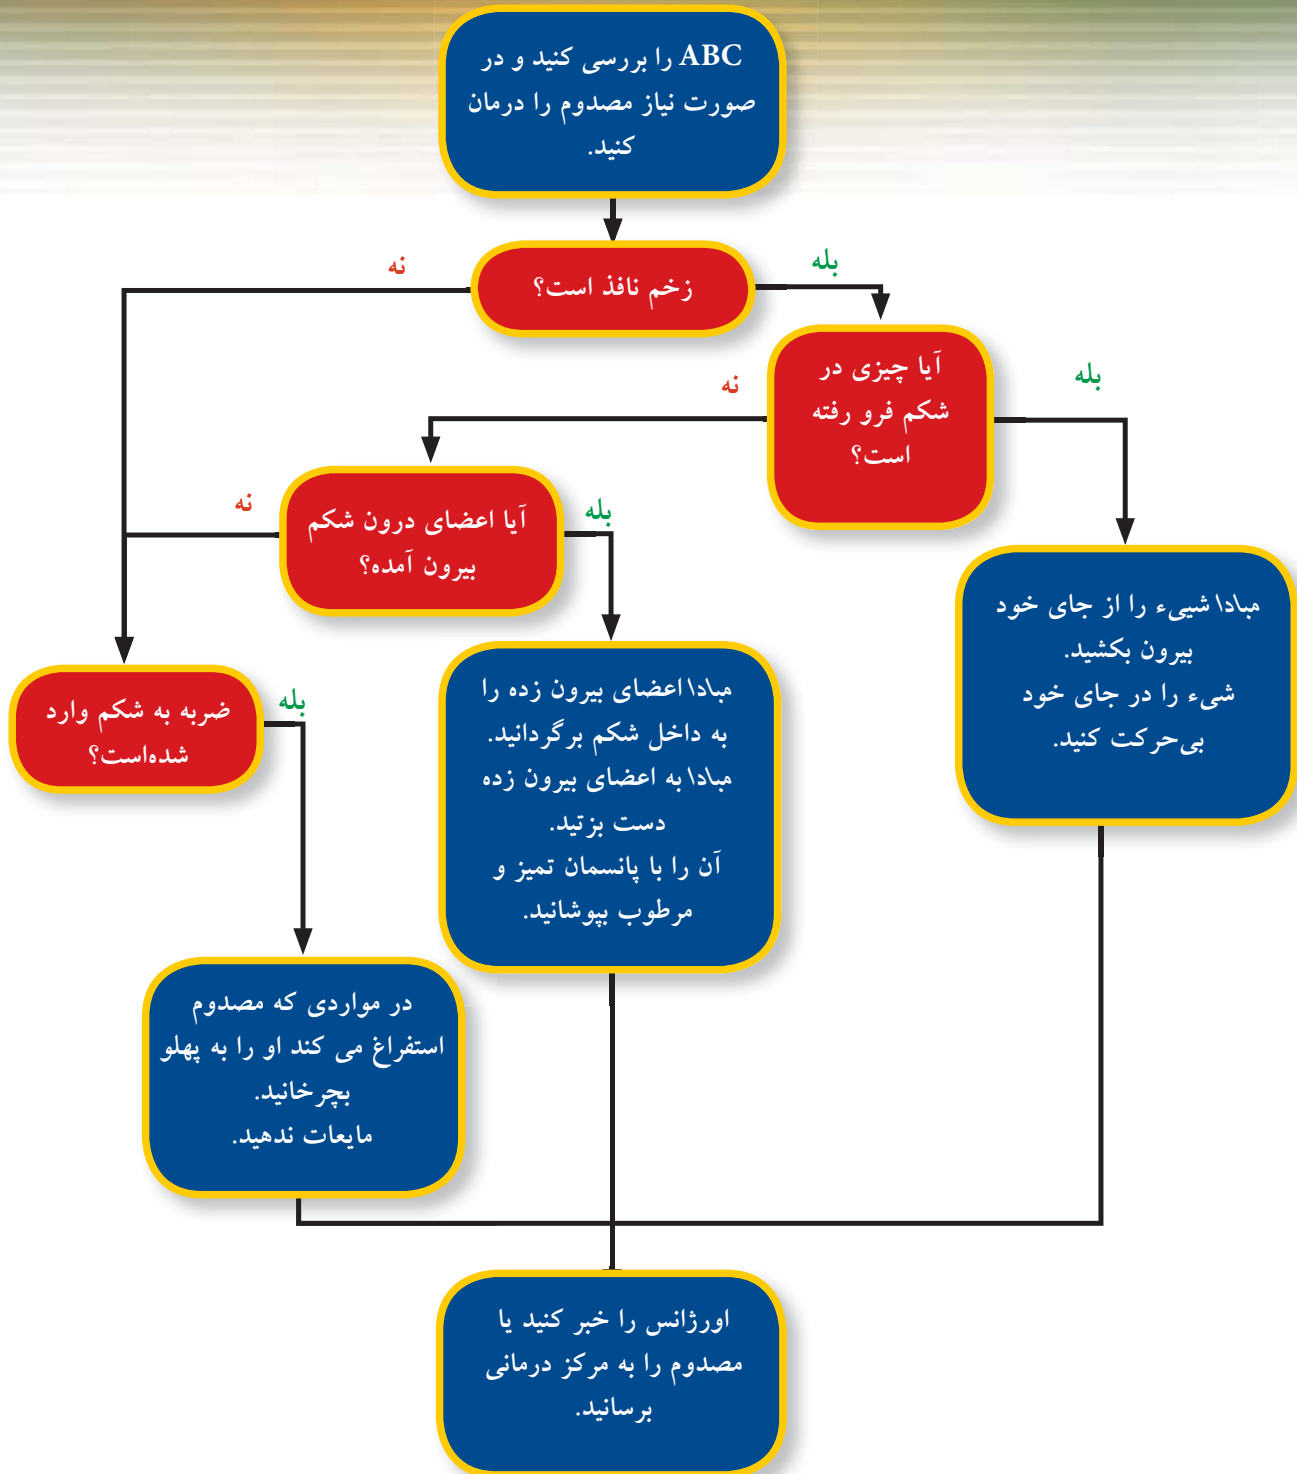 ABC را بررسی کنید و در
صورت نیاز مصدوم را درمان
کنید.
بله
نه
زخم نافذ است؟
بله
نه
آیا چیزی در
شکم فرو رفته
است؟
بله
نه
آیا اعضای درون شکم
بیرون آمده؟
مبادا شییء را از جای خود
بیرون بکشید.
شیء را در جای خود
بی‌حرکت کنید.
مبادا اعضای بیرون زده را
به داخل شکم برگردانید.
مبادا به اعضای بیرون زده
دست بزتید.
آن را با پانسمان تمیز و
مرطوب بپوشانید.
بله
ضربه به شکم وارد
شده‌است؟
در مواردی که مصدوم
استفراغ می کند او را به پهلو
بچرخانید.
مایعات ندهید.
اورژانس را خبر کنید یا
مصدوم را به مرکز درمانی
برسانید.